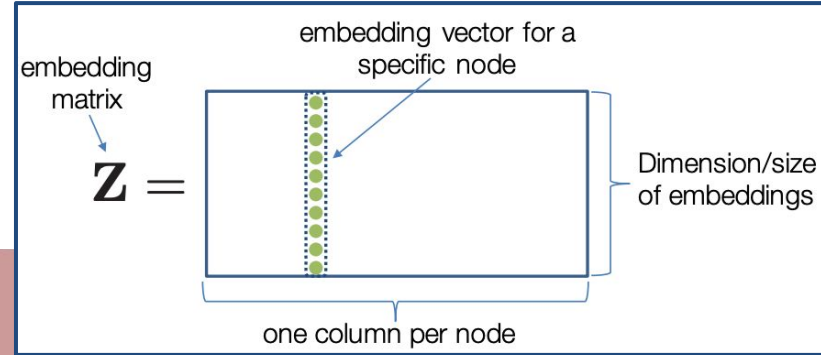 embedding vector for a
specific node
embedding
matrix
Z =
Dimension/size
of embeddings
one column per node